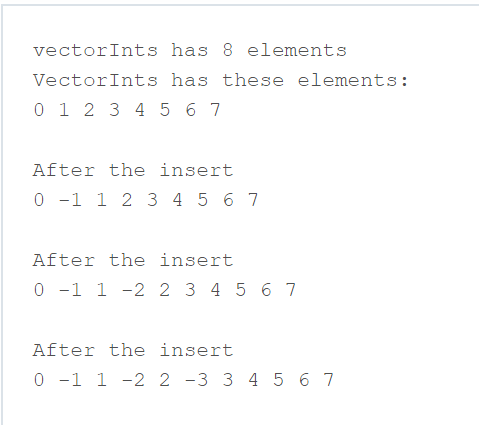 vectorInts has 8 elements
VectorInts has these elements:
0 1 2 3 4 5 6 7
After the insert
0 -1 1 2 3 4 5 6 7
After the insert
0 -1 1 -2 2 3 4 5 6 7
After the insert
0 -1 1 -2 2 -3 3 4 5 6 7